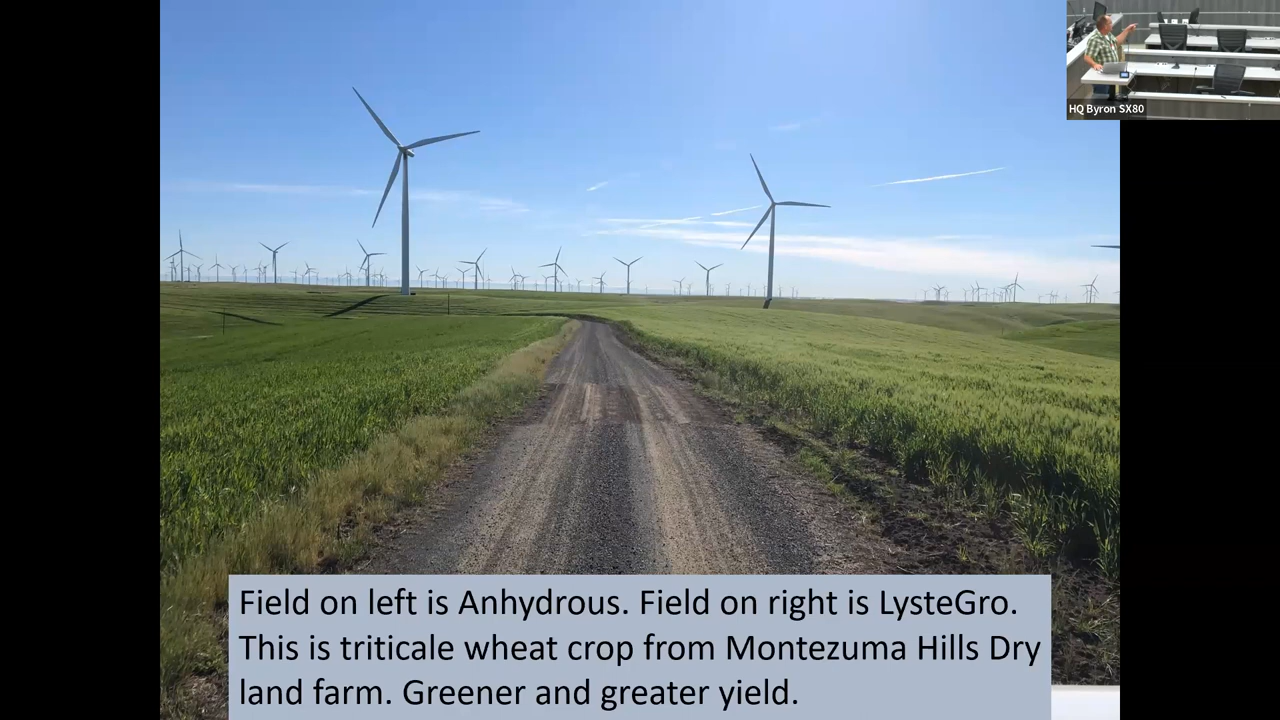 HQ Byron SX80
Field on left is Anhydrous. Field on right is LysteGro.
This is triticale wheat crop from Montezuma Hills Dry
land farm. Greener and greater yield.